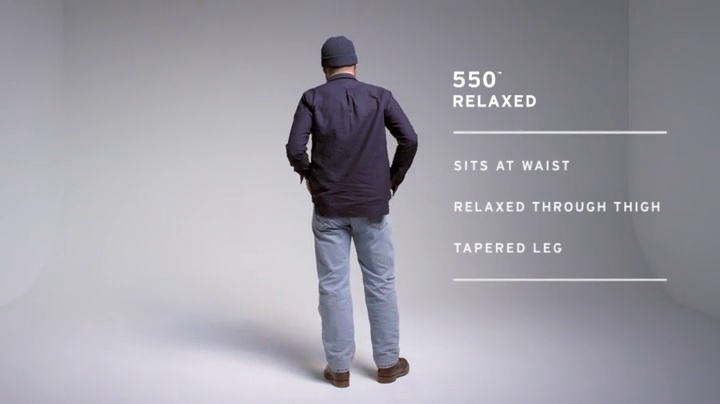 550™
RELAXED
SITS AT WAIST
RELAXED THROUGH THIGH
TAPERED LEG